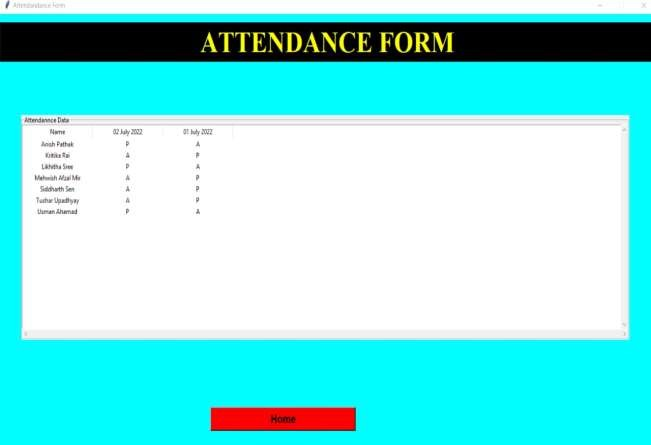 Attendandance Form
ATTENDANCE FORM
Attendannce Data
Name 02 July 2022 01 July 2022
Anish Pathak P A
Kritika Rai A P
Likhitha Sree P A
Mehwish Afzal Mir A P
Siddharth Sen A P
Tushar Upadhyay A P
Usman Ahamad P A
Home